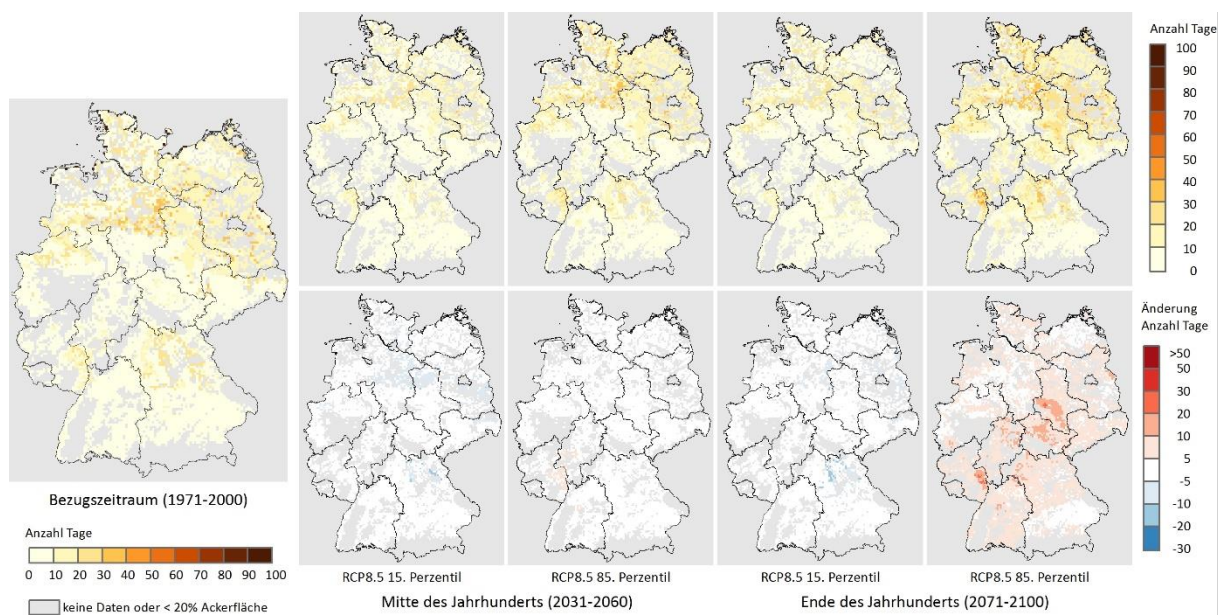 Bezugszeitraum (1971-2000)
Anzahl Tage
0 10 20 30 40 50 60 70 80 90 100
keine Daten oder < 20% Ackerfläche
RCP8.5 15. Perzentil
RCP8.5 85. Perzentil
RCP8.5 15. Perzentil
RCP8.5 85. Perzentil
Mitte des Jahrhunderts (2031-2060)
Ende des Jahrhunderts (2071-2100)
Anzahl Tage
100
90
80
70
60
50
40
30
20
10
0
Änderung
Anzahl Tage
>50
50
30
20
10
5
-5
-10
-20
-30